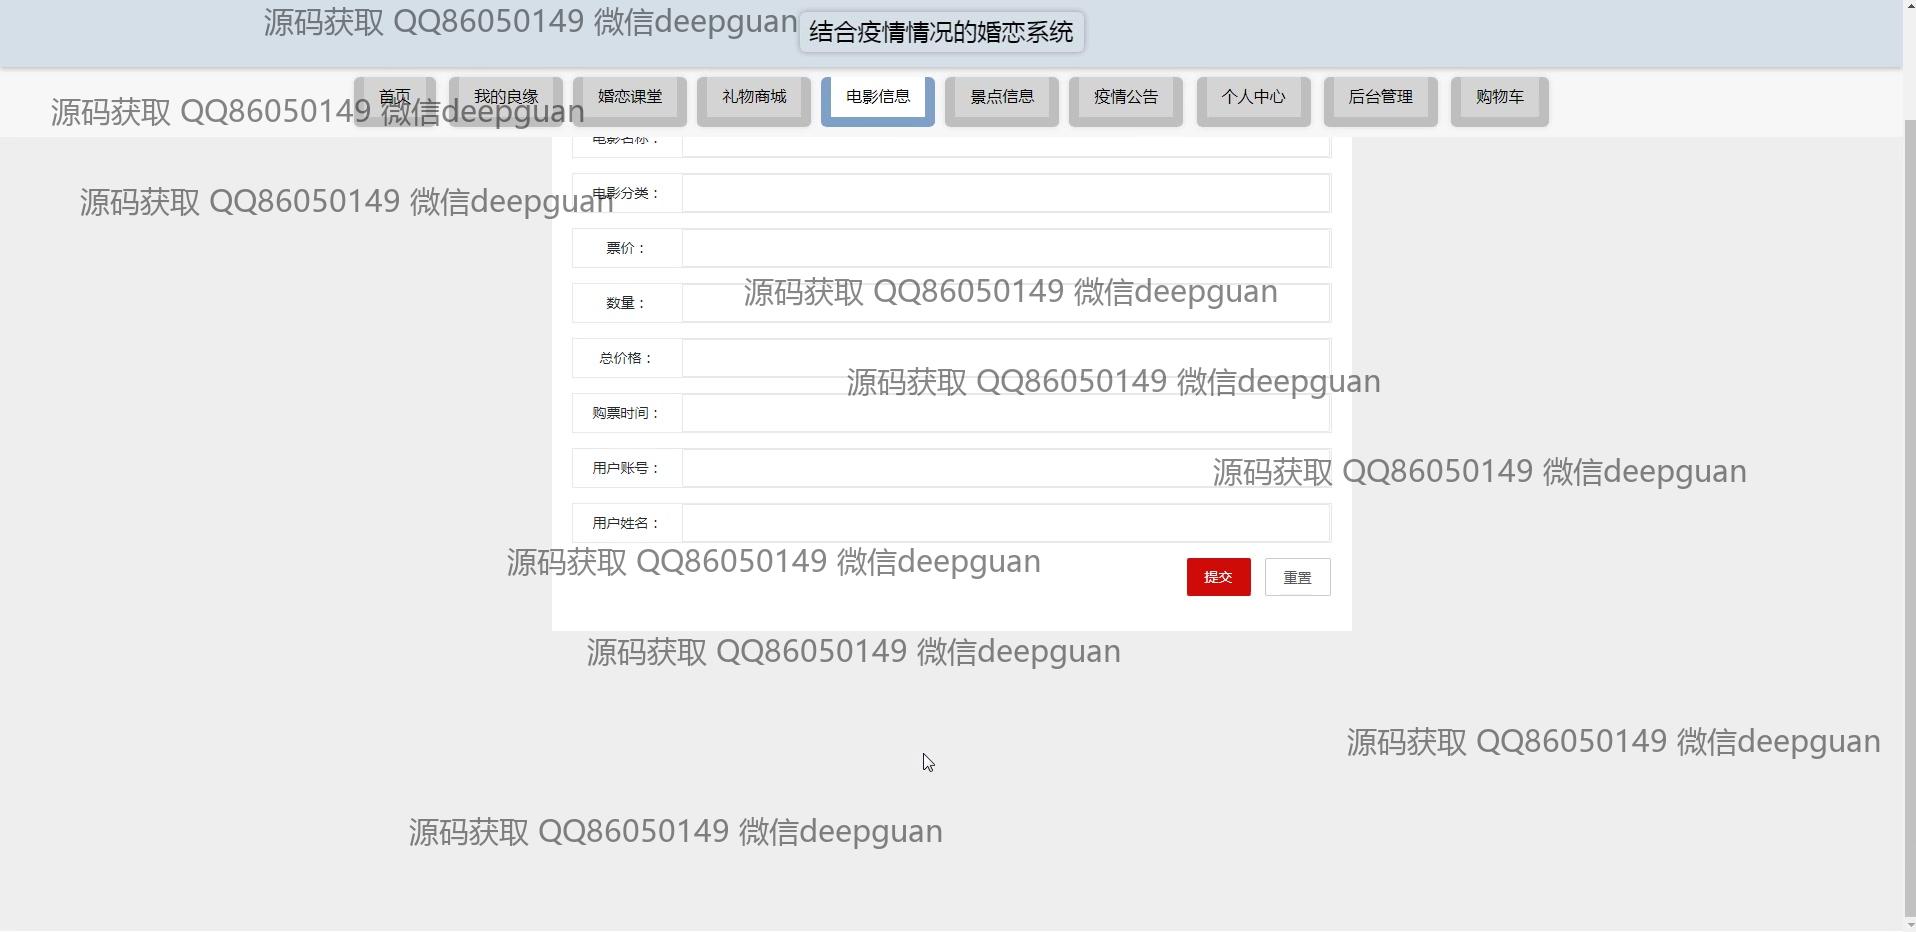 源码获取 QQ86050149 微信deepguan
结合疫情情况的婚恋系统
首页 我的良缘 婚恋课堂 礼物商城 电影信息 景点信息 疫情公告 个人中心 后台管理 购物车
源码获取 QQ86050149 微信deepguan
电影名称：
电影分类：
源码获取 QQ86050149 微信deepguan
票价：
源码获取 QQ86050149 微信deepguan
数量：
总价格：
源码获取 QQ86050149 微信deepguan
购票时间：
用户账号：
源码获取 QQ86050149 微信deepguan
用户姓名：
源码获取 QQ86050149 微信deepguan
提交 重置
源码获取 QQ86050149 微信deepguan
源码获取 QQ86050149 微信deepguan
源码获取 QQ86050149 微信deepguan